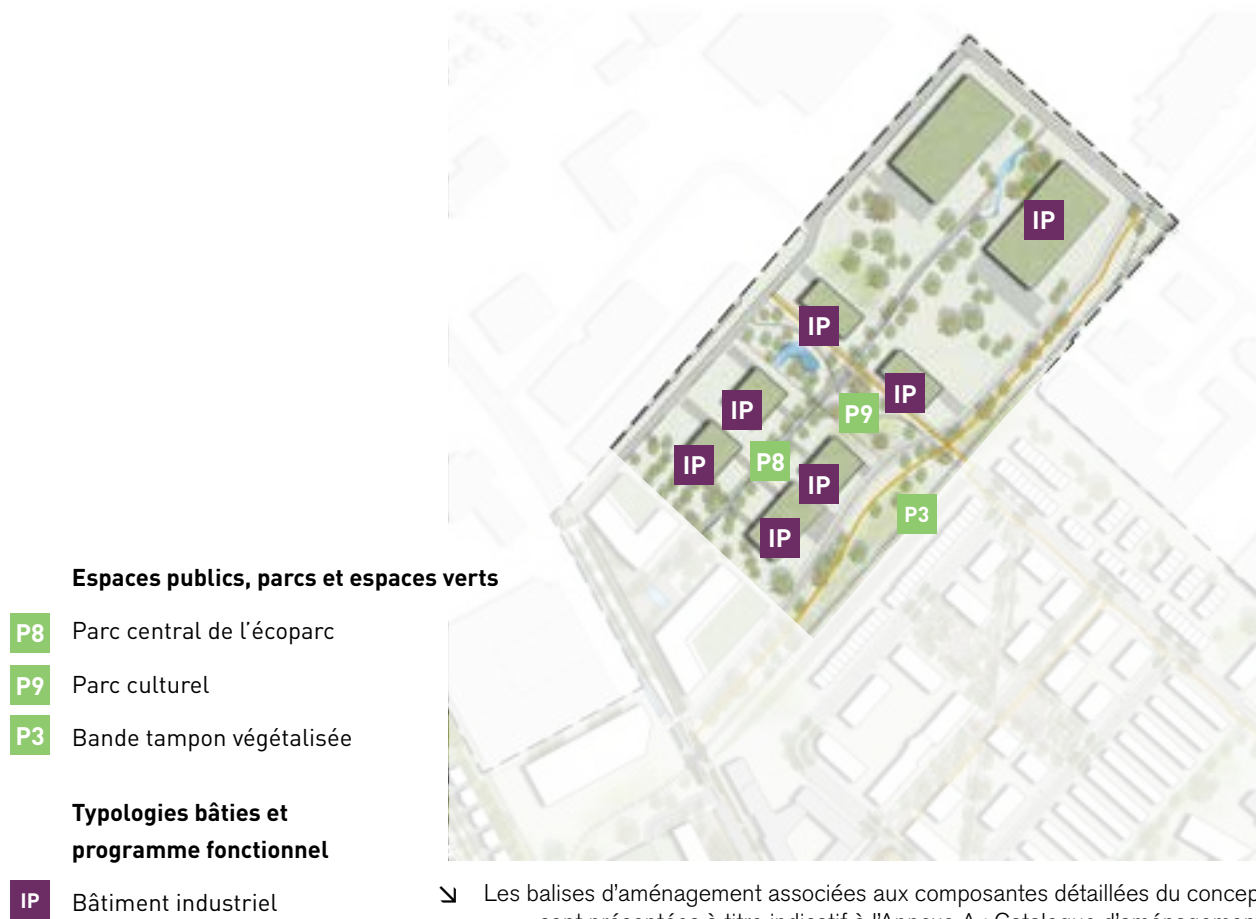 IP
IP
IP
IP
P9
IP
P8
IP
P3
IP
Espaces publics, parcs et espaces verts
P8 Parc central de l'écoparc
P9 Parc culturel
P3 Bande tampon végétalisée
Typologies bâties et
programme fonctionnel
IP Bâtiment industriel
↘ Les balises d'aménagement associées aux composantes détaillées du concep